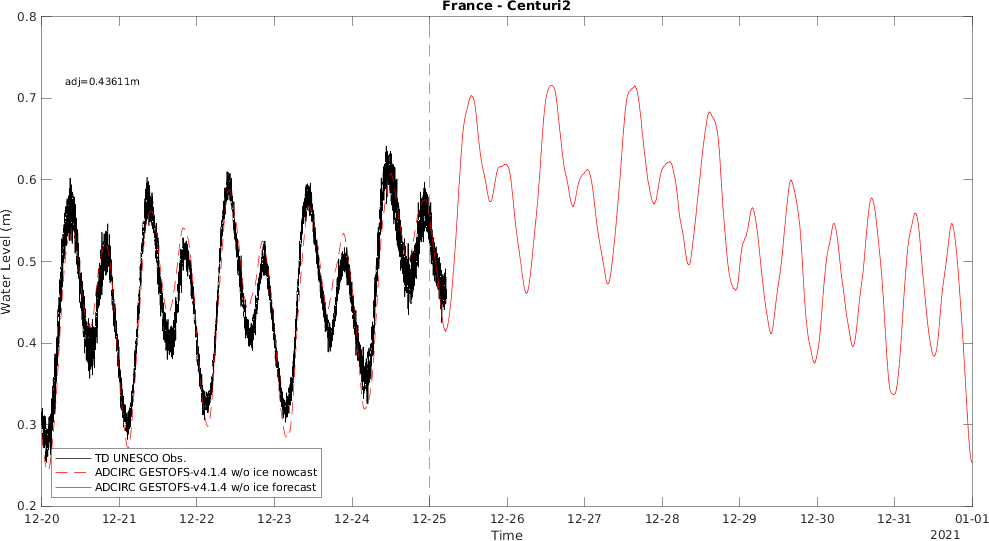 France - Centuri2
0.8
0.7
0.6
0.5
0.4
0.3
0.2
Water Level (m)
adj=0.43611m
TD UNESCO Obs.
ADCIRC GESTOFS-v4.1.4 w/o ice nowcast
ADCIRC GESTOFS-v4.1.4 w/o ice forecast
12-20 12-21 12-22 12-23 12-24 12-25 12-26 12-27 12-28 12-29 12-30 12-31 01-01
Time
2021